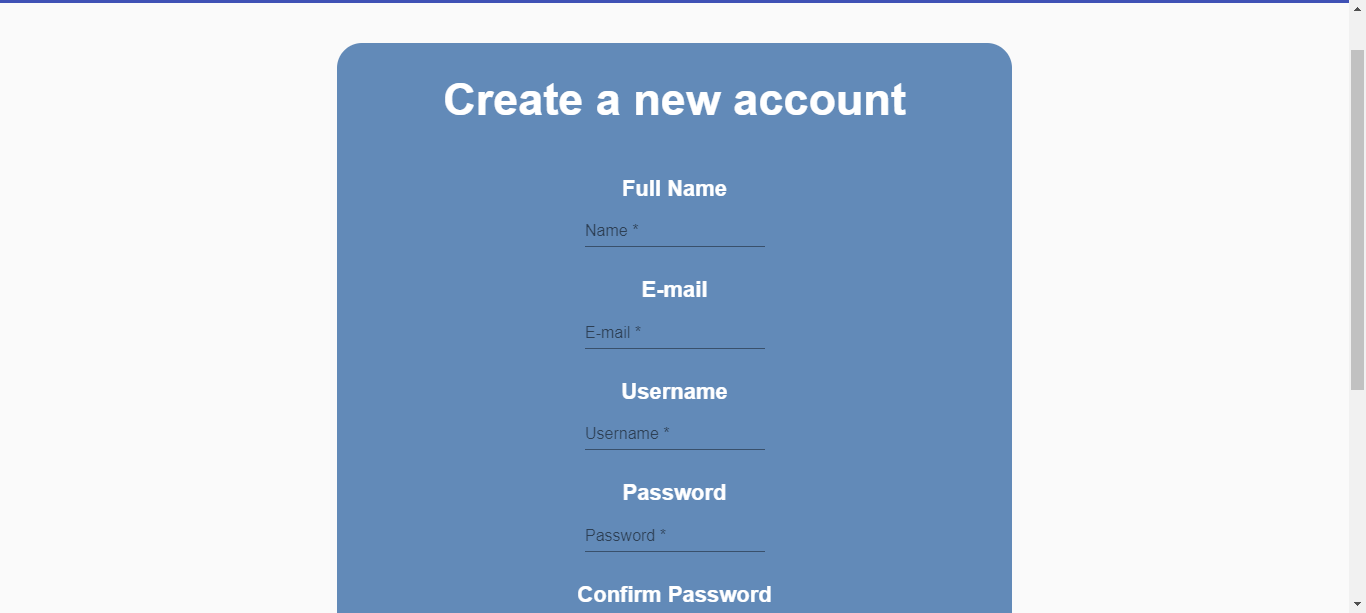 Create a new account
Full Name
Name *
E-mail
E-mail *
Username
Username *
Password
Password *
Confirm Password